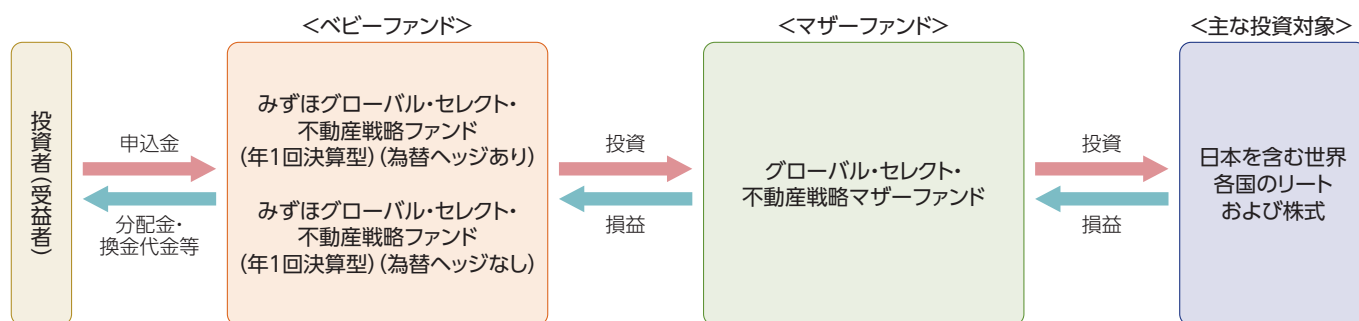 投資者(受益者)
申込金
分配金・
換金代金等
<ベビーファンド>
みずほグローバル・セレクト・
不動産戦略ファンド
(年1回決算型)(為替ヘッジあり)
みずほグローバル・セレクト・
不動産戦略ファンド
(年1回決算型)(為替ヘッジなし)
投資
損益
<マザーファンド>
グローバル・セレクト・
不動産戦略マザーファンド
投資
損益
<主な投資対象>
日本を含む世界
各国のリート
および株式